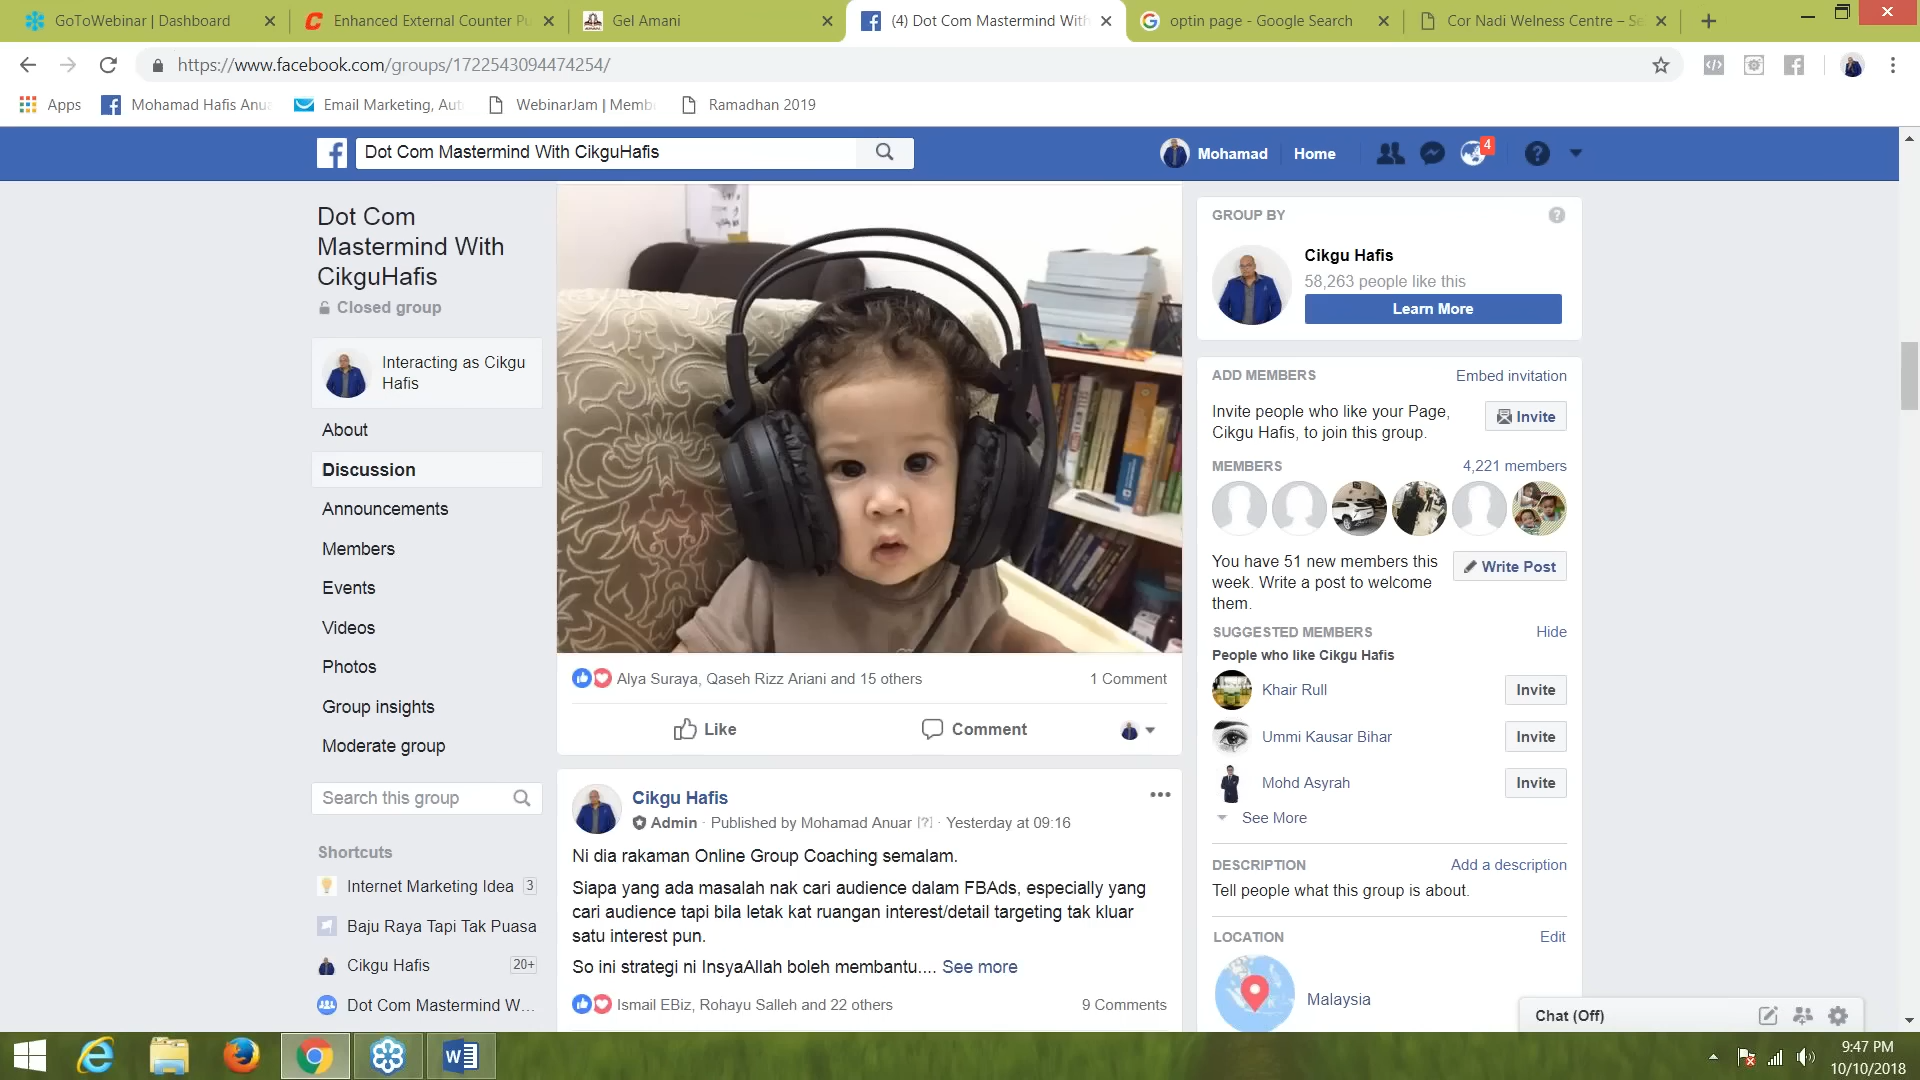 GoToWebinar | Dashboard
Enhanced External Counter Pu
Gel Amani
(4) Dot Com Mastermind With
optin page - Google Search
Cor Nadi Welness Centre – Se
https://www.facebook.com/groups/1722543094474254/
Apps
Mohamad Hafis Anua
Email Marketing, Aut
WebinarJam | Memb
Ramadhan 2019
Dot Com Mastermind With CikguHafis
Mohamad
Home
4
Dot Com
Mastermind With
CikguHafis
Closed group
Interacting as Cikgu
Hafis
About
Discussion
Announcements
Members
Events
Videos
Photos
Group insights
Moderate group
Search this group
Shortcuts
Internet Marketing Idea 3
Baju Raya Tapi Tak Puasa
Cikgu Hafis 20+
Dot Com Mastermind W...
Alya Suraya, Qaseh Rizz Ariani and 15 others
1 Comment
Like
Comment
Cikgu Hafis
Admin · Published by Mohamad Anuar [?] · Yesterday at 09:16
Ni dia rakaman Online Group Coaching semalam.
Siapa yang ada masalah nak cari audience dalam FBAds, especially yang
cari audience tapi bila letak kat ruangan interest/detail targeting tak kluar
satu interest pun.
So ini strategi ni InsyaAllah boleh membantu.... See more
Ismail EBiz, Rohayu Salleh and 22 others
9 Comments
GROUP BY
Cikgu Hafis
58,263 people like this
Learn More
ADD MEMBERS
Embed invitation
Invite people who like your Page,
Cikgu Hafis, to join this group.
Invite
MEMBERS
4,221 members
You have 51 new members this
week. Write a post to welcome
them.
Write Post
SUGGESTED MEMBERS
Hide
People who like Cikgu Hafis
Khair Rull
Invite
Ummi Kausar Bihar
Invite
Mohd Asyrah
Invite
See More
DESCRIPTION
Add a description
Tell people what this group is about.
LOCATION
Edit
Malaysia
Chat (Off)
9:47 PM
10/10/2018